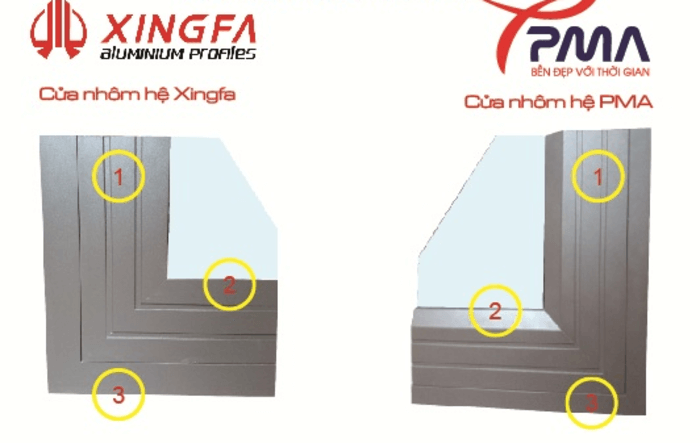 XINGFA
ALUMINIUM PROFILES
Cửa nhôm hệ Xingfa
PMA
BỀN ĐẸP VỚI THỜI GIAN
Cửa nhôm hệ PMA
1
2
3
1
2
3